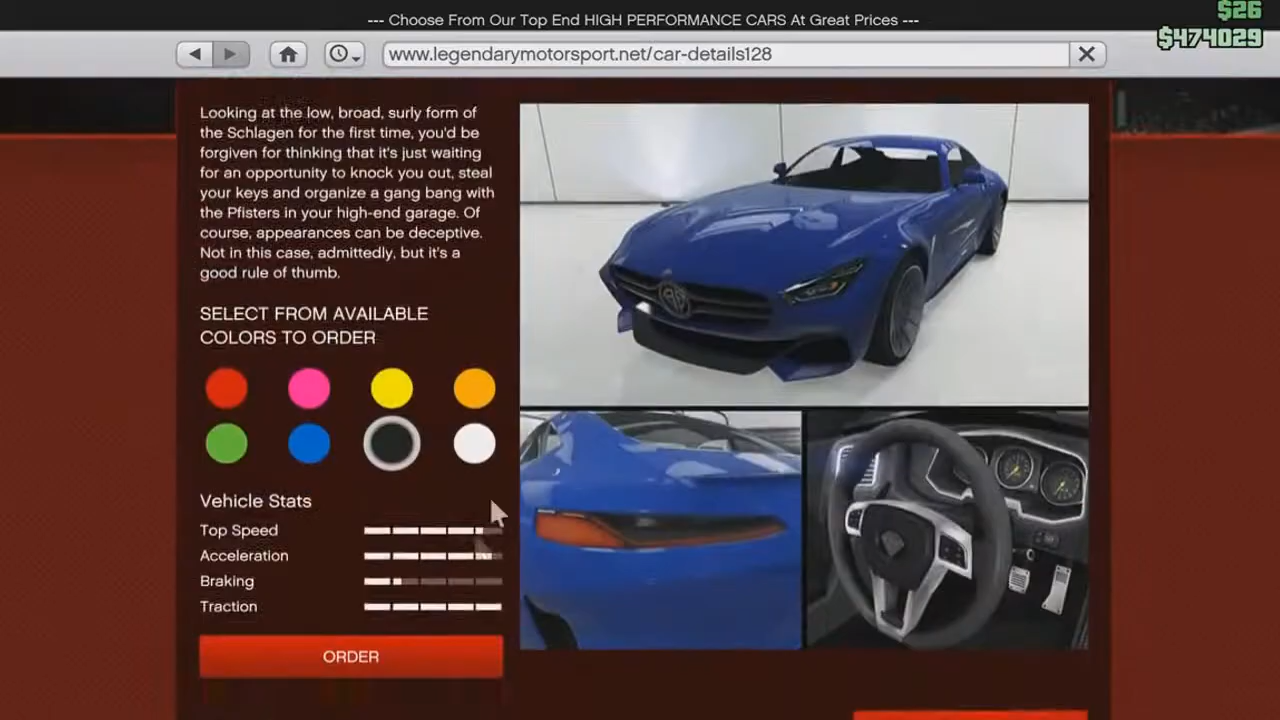 --- Choose From Our Top End HIGH PERFORMANCE CARS At Great Prices ---
$26
$474029
www.legendarymotorsport.net/car-details128
Looking at the low, broad, surly form of
the Schlagen for the first time, you'd be
forgiven for thinking that it's just waiting
for an opportunity to knock you out, steal
your keys and organize a gang bang with
the Pfisters in your high-end garage. Of
course, appearances can be deceptive.
Not in this case, admittedly, but it's a
good rule of thumb.
SELECT FROM AVAILABLE
COLORS TO ORDER
Vehicle Stats
Top Speed
Acceleration
Braking
Traction
ORDER